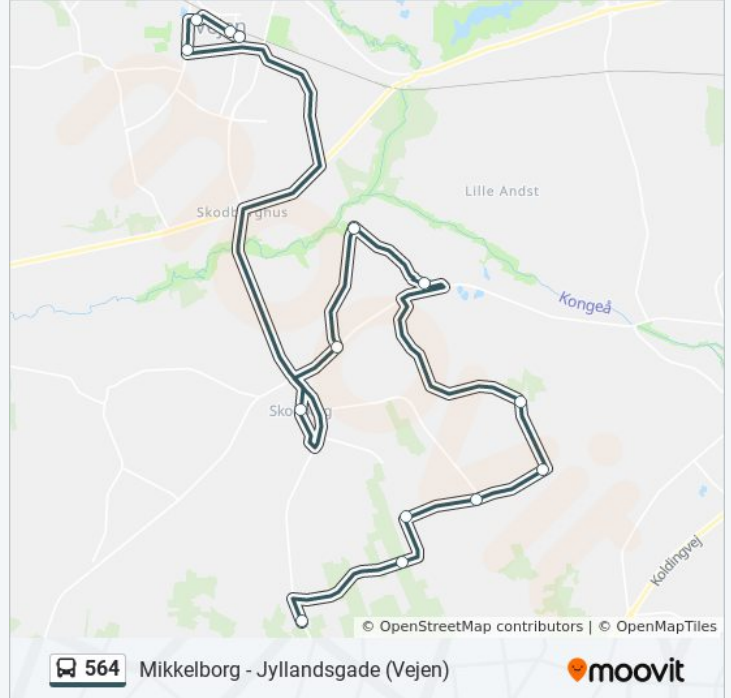 Vejen
Lille Andst
Skodborghus
Kongeå
Skodborg
Koldingvej
© OpenStreetMap contributors | © OpenMapTiles
564 Mikkelborg - Jyllandsgade (Vejen)
moovit